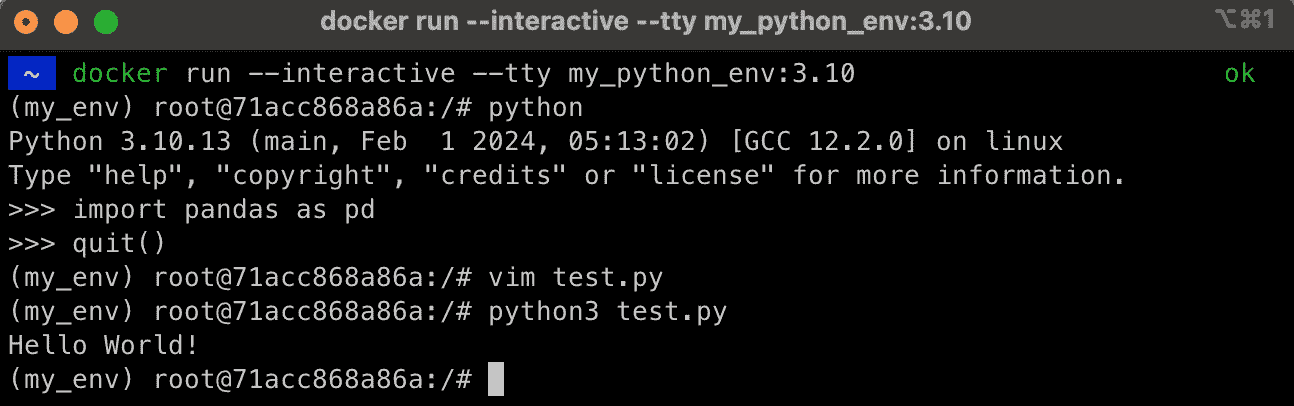 docker run --interactive --tty my_python_env:3.10 ⌥⌘1
~ docker run --interactive --tty my_python_env:3.10 ok
(my_env) root@71acc868a86a:/# python
Python 3.10.13 (main, Feb  1 2024, 05:13:02) [GCC 12.2.0] on linux
Type "help", "copyright", "credits" or "license" for more information.
>>> import pandas as pd
>>> quit()
(my_env) root@71acc868a86a:/# vim test.py
(my_env) root@71acc868a86a:/# python3 test.py
Hello World!
(my_env) root@71acc868a86a:/#